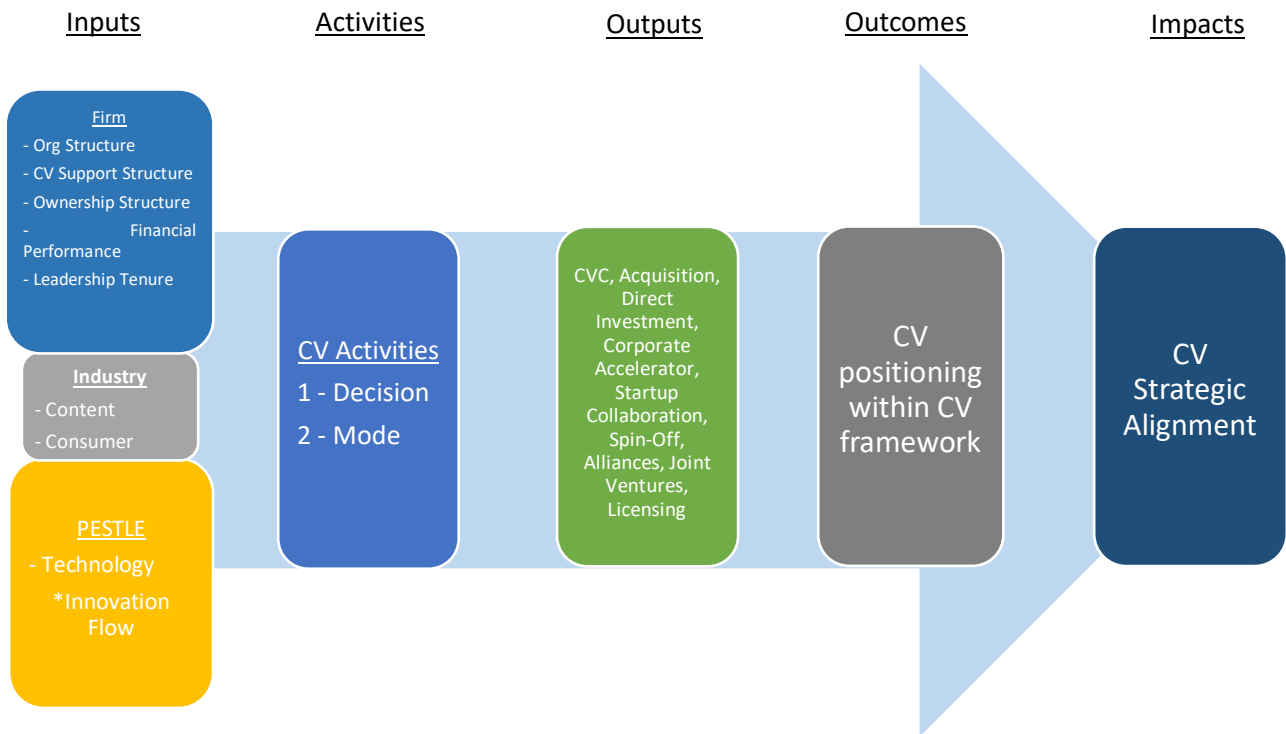 Inputs
Activities
Outputs
Outcomes
Impacts
Firm
- Org Structure
- CV Support Structure
- Ownership Structure
- Financial
Performance
- Leadership Tenure
Industry
- Content
- Consumer
PESTLE
- Technology
*Innovation
Flow
CV Activities
1 - Decision
2 - Mode
CVC, Acquisition,
Direct
Investment,
Corporate
Accelerator,
Startup
Collaboration,
Spin-Off,
Alliances, Joint
Ventures,
Licensing
CV
positioning
within CV
framework
CV
Strategic
Alignment